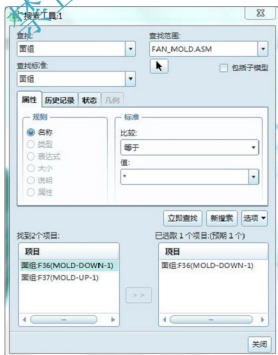 搜索工具:1
查找:
查找范围:
面组
FAN_MOLD.ASM
查找标准:
面组
包括子模型
属性 历史记录 状态 几何
规则
标准
名称
类型
表达式
大小
说明
属性
比较:
等于
值:
*
立即查找 新搜索 选项
找到2个项目:
已选取 1 个项目:(预期 1 个)
项目
项目
面组:F36(MOLD-DOWN-1)
面组:F36(MOLD-DOWN-1)
面组:F37(MOLD-UP-1)
>>
关闭